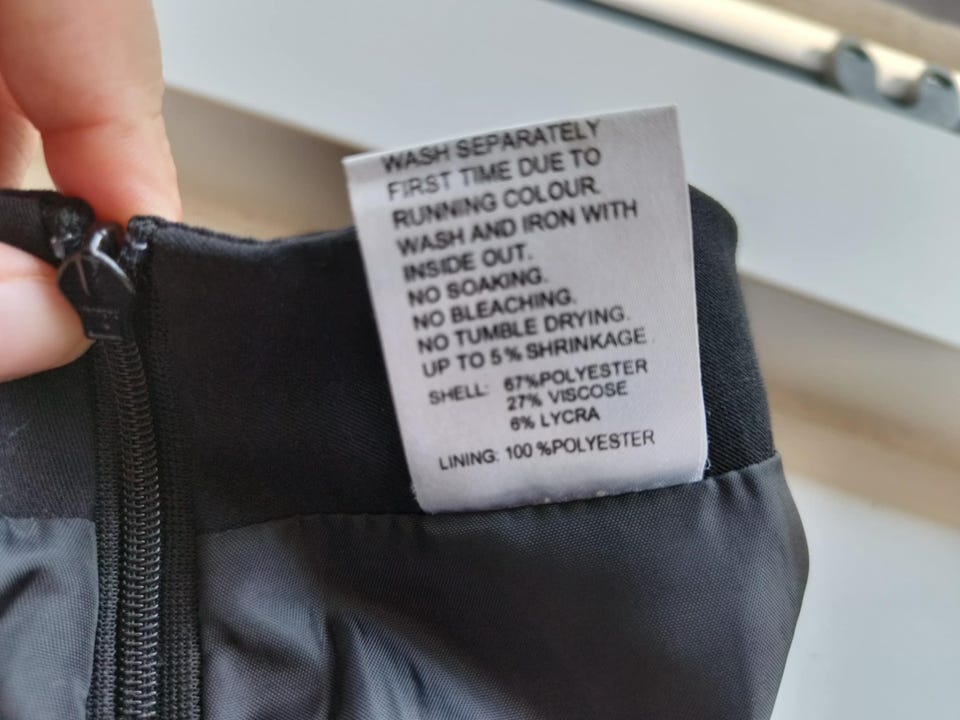 WASH SEPARATELY
FIRST TIME DUE TO
RUNNING COLOUR.
WASH AND IRON WITH
INSIDE OUT.
NO SOAKING.
NO BLEACHING.
NO TUMBLE DRYING.
UP TO 5% SHRINKAGE.
SHELL: 67%POLYESTER
27% VISCOSE
6% LYCRA
LINING: 100%POLYESTER